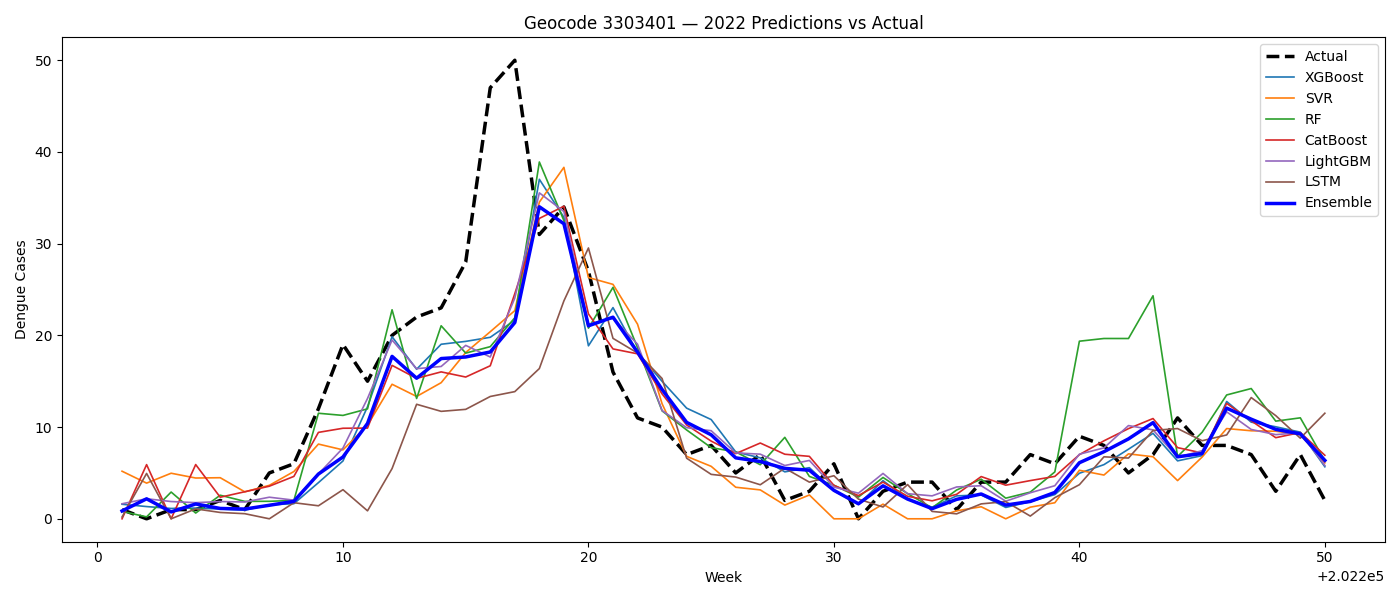 Geocode 3303401 — 2022 Predictions vs Actual
50
40
30
20
10
0
Dengue Cases
Actual
XGBoost
SVR
RF
CatBoost
LightGBM
LSTM
Ensemble
0 10 20 30 40 50
Week
+2.022e5